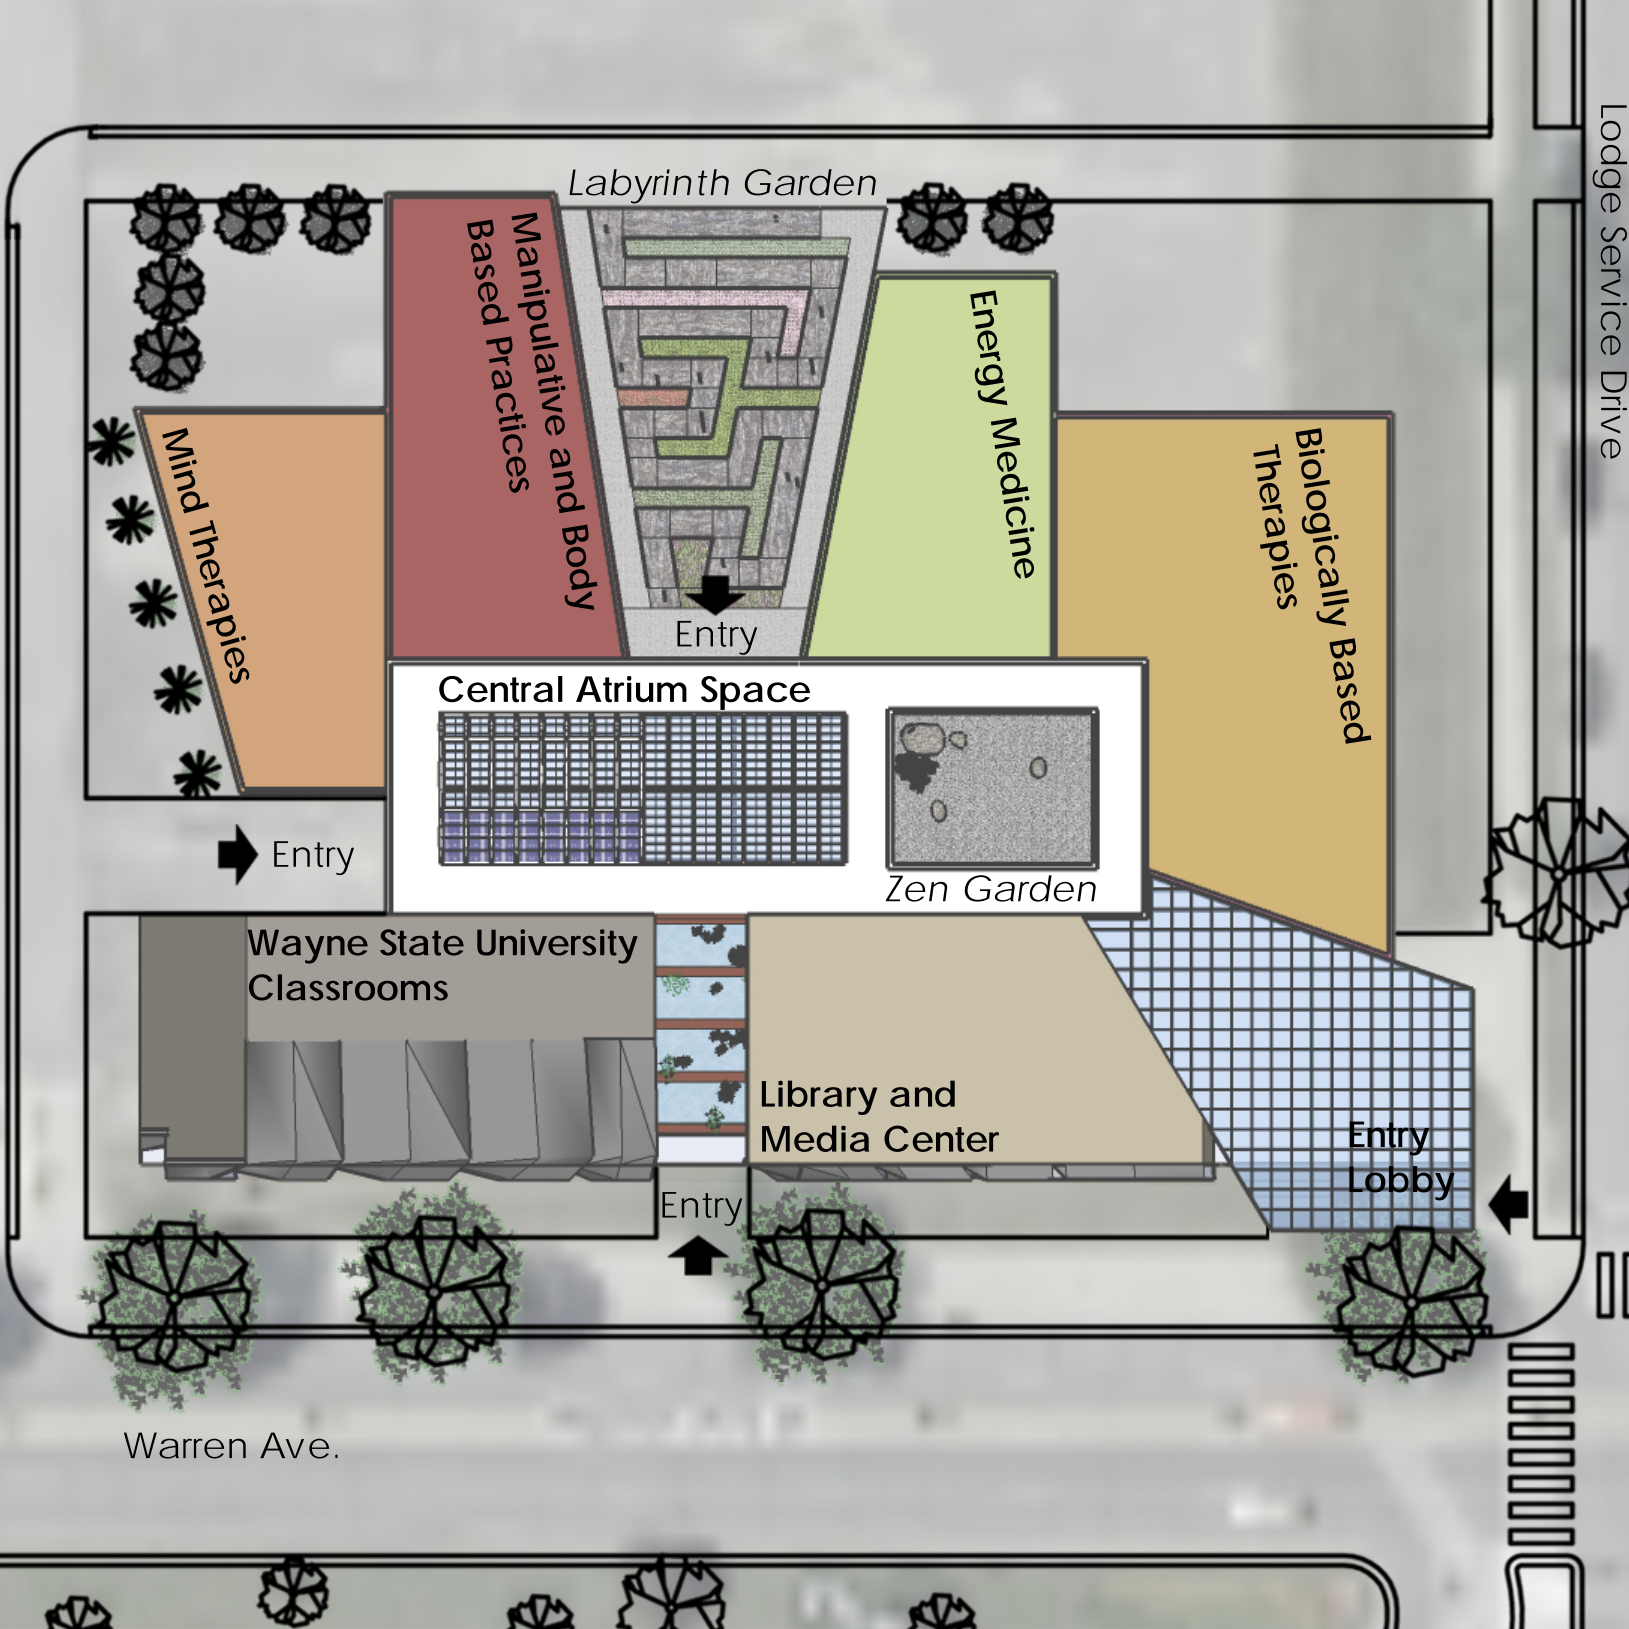 Labyrinth Garden
Lodge Service Drive
Manipulative and Body
Based Practices
Energy Medicine
Mind Therapies
Biologically Based
Therapies
Entry
Central Atrium Space
Entry
Zen Garden
Wayne State University
Classrooms
Library and
Media Center
Entry
Lobby
Entry
Warren Ave.